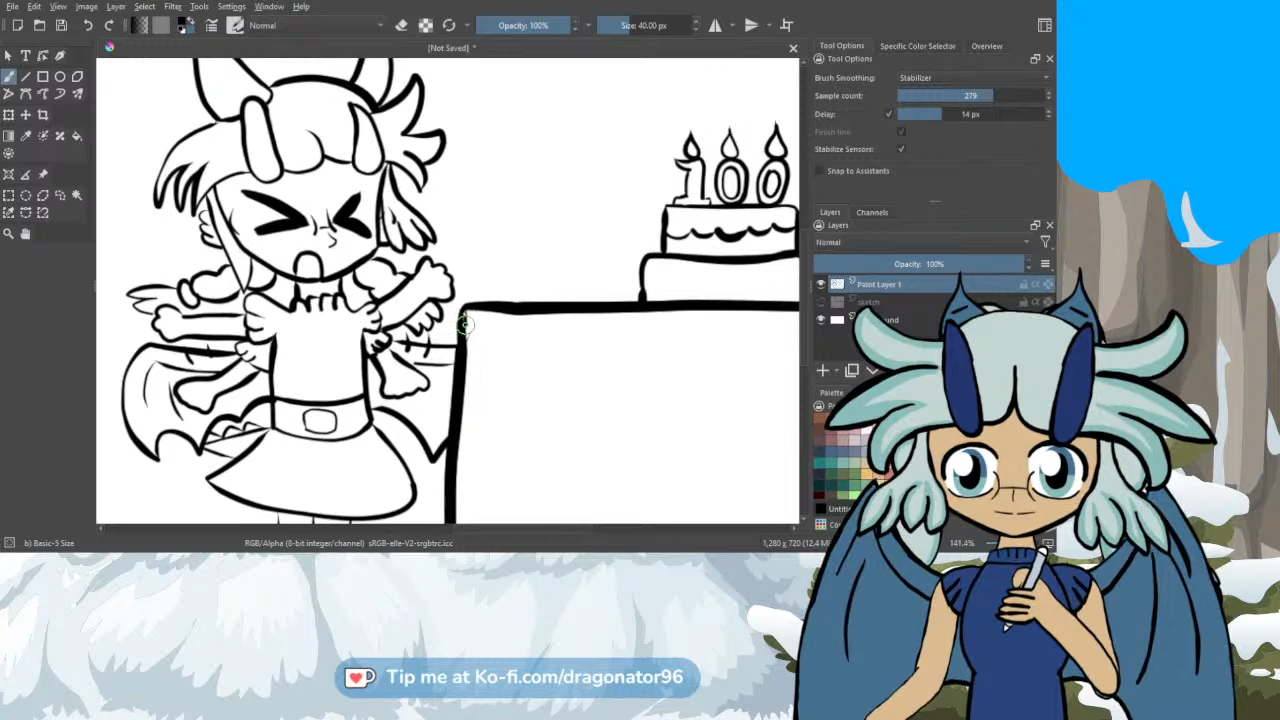 File Edit View Image Layer Select Filter Tools Settings Window Help
Normal
Opacity: 100%
Size: 40.00 px
[Not Saved] *
Tool Options
Specific Color Selector
Overview
Tool Options
Brush Smoothing:
Stabilizer
Sample count:
279
Delay:
14 px
Finish line:
Stabilize Sensors:
Snap to Assistants
Layers
Channels
Layers
Normal
Opacity: 100%
Paint Layer 1
sketch
Palette
100
b) Basic-5 Size
RGB/Alpha (8-bit integer/channel) sRGB-elle-V2-srgbtrc.icc
141.4%
Tip me at Ko-fi.com/dragonator96